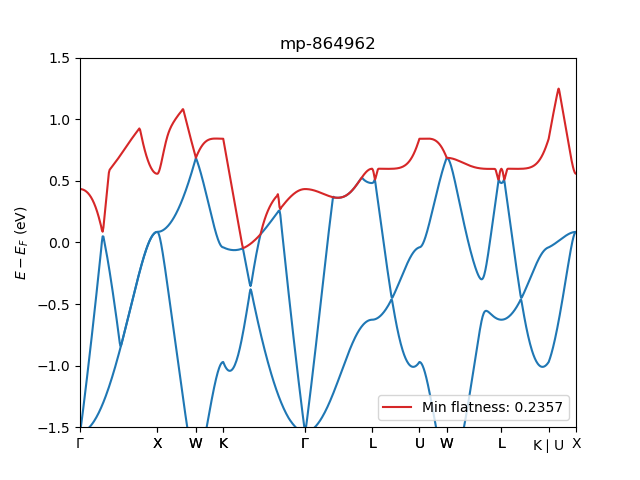 mp-864962
1.5
1.0
0.5
0.0
−0.5
−1.0
−1.5
E − E_F (eV)
Min flatness: 0.2357
Γ X W K Γ L U W L K | U X